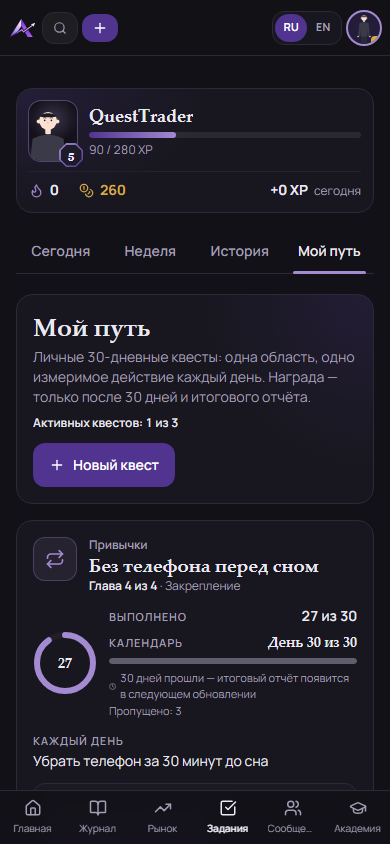 RU EN
QuestTrader
90 / 280 XP
5
0 260 +0 XP сегодня
Сегодня Неделя История Мой путь
Мой путь
Личные 30-дневные квесты: одна область, одно
измеримое действие каждый день. Награда —
только после 30 дней и итогового отчёта.
Активных квестов: 1 из 3
+ Новый квест
Привычки
Без телефона перед сном
Глава 4 из 4 · Закрепление
ВЫПОЛНЕНО 27 из 30
КАЛЕНДАРЬ День 30 из 30
27
30 дней прошли — итоговый отчёт появится
в следующем обновлении
Пропущено: 3
КАЖДЫЙ ДЕНЬ
Убрать телефон за 30 минут до сна
Главная Журнал Рынок Задания Сообще... Академия